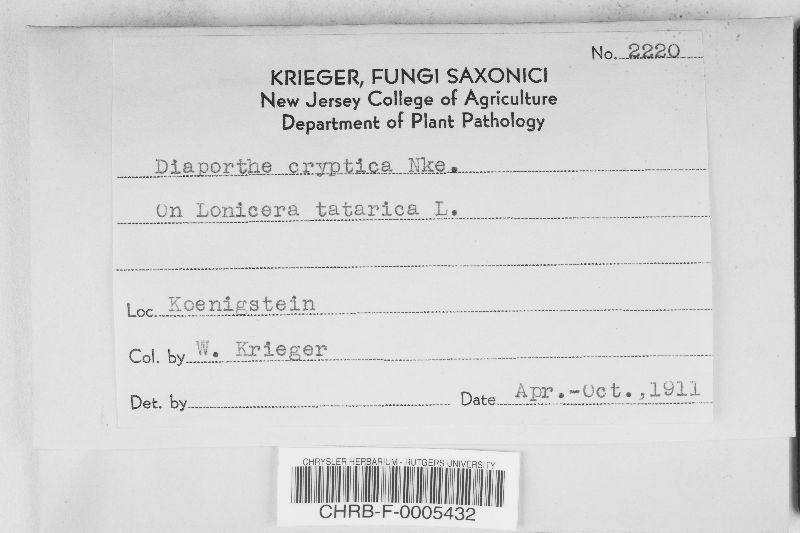 No. 2220
KRIEGER, FUNGI SAXONICI
New Jersey College of Agriculture
Department of Plant Pathology
Diaporthe cryptica Nke.
On Lonicera tatarica L.
Loc. Koenigstein
Col. by W. Krieger
Det. by Date Apr.-Oct.,1911
CHRYSLER HERBARIUM - RUTGERS UNIVERSITY
CHRB-F-0005432